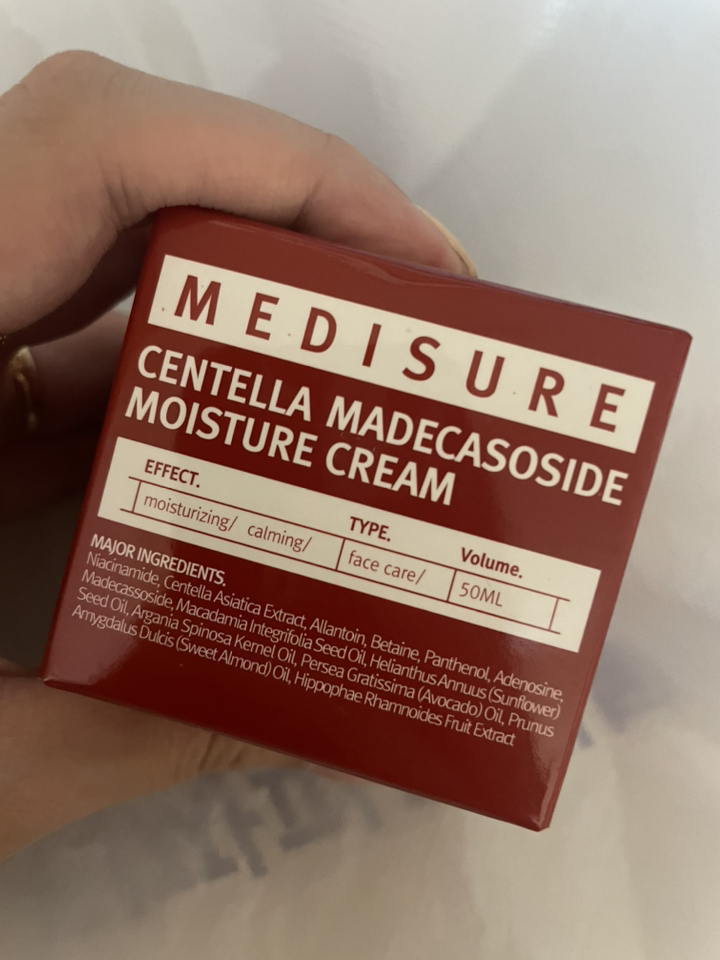 MEDISURE
CENTELLA MADECASOSIDE
MOISTURE CREAM
EFFECT. TYPE. Volume.
moisturizing/ calming/ face care/ 50ML
MAJOR INGREDIENTS.
Niacinamide, Centella Asiatica Extract, Allantoin, Betaine, Panthenol, Adenosine,
Madecassoside, Macadamia Integrifolia Seed Oil, Helianthus Annuus (Sunflower)
Seed Oil, Argania Spinosa Kernel Oil, Persea Gratissima (Avocado) Oil, Prunus
Amygdalus Dulcis (Sweet Almond) Oil, Hippophae Rhamnoides Fruit Extract